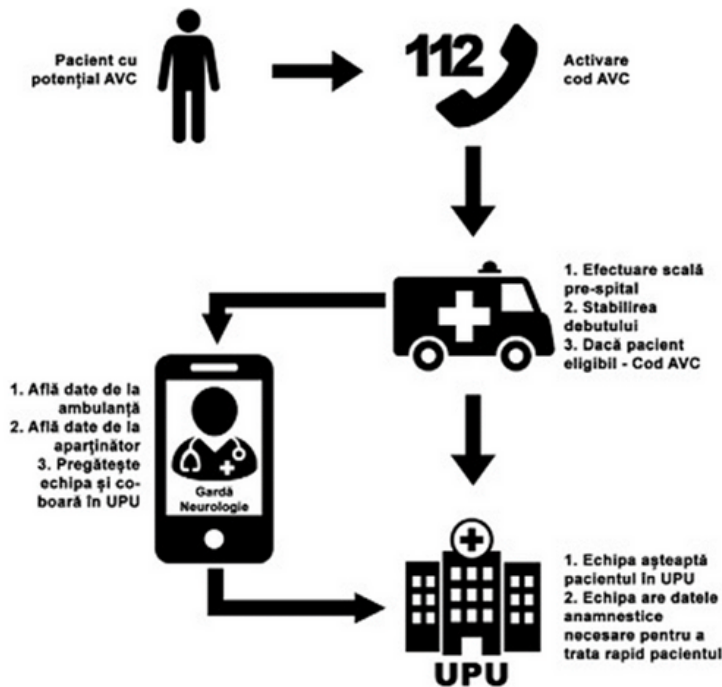 Pacient cu
potențial AVC
112
Activare
cod AVC
1. Efectuare scală
pre-spital
2. Stabilirea
debutului
3. Dacă pacient
eligibil - Cod AVC
1. Află date de la
ambulanță
2. Află date de la
aparținător
3. Pregătește
echipa și co-
boară în UPU
Gardă
Neurologie
1. Echipa așteaptă
pacientul în UPU
2. Echipa are datele
anamnestice
necesare pentru a
trata rapid pacientul
UPU